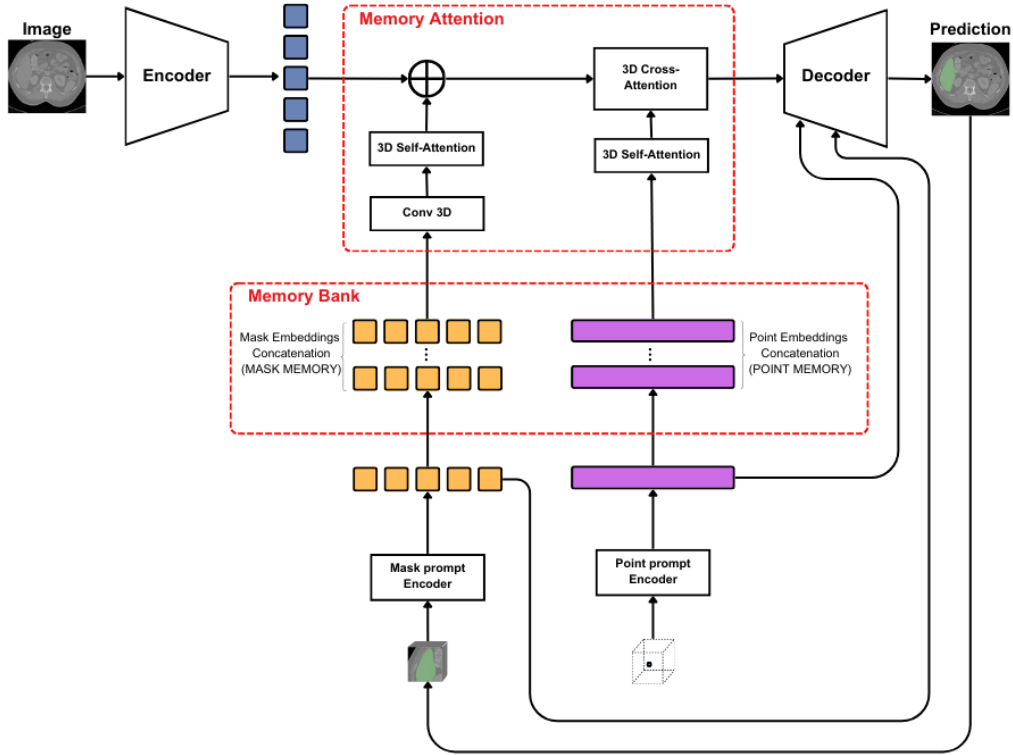 Memory Attention
Image
Prediction
Encoder
3D Cross-
Attention
Decoder
3D Self-Attention
3D Self-Attention
Conv 3D
Memory Bank
Mask Embeddings
Concatenation
(MASK MEMORY)
Point Embeddings
Concatenation
(POINT MEMORY)
Mask prompt
Encoder
Point prompt
Encoder